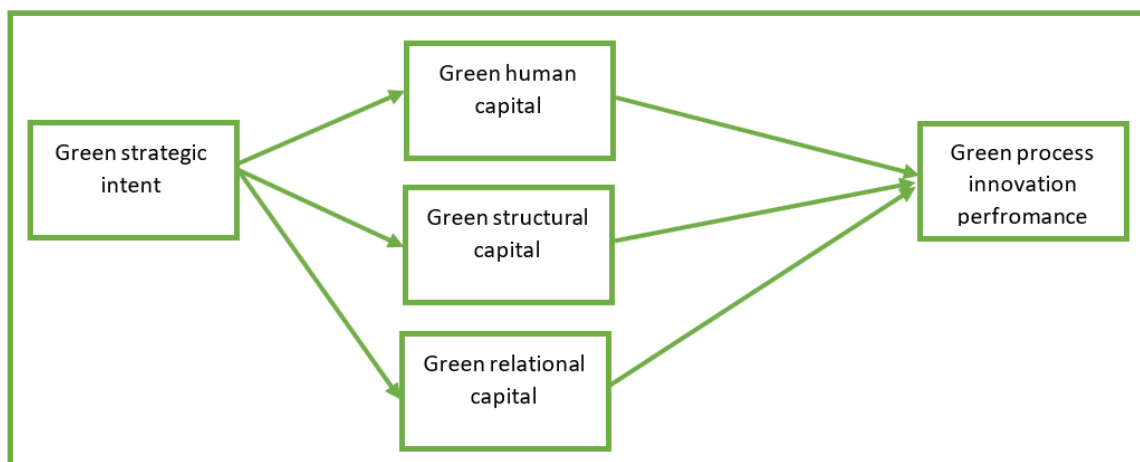 Green human
capital
Green strategic
intent
Green process
innovation
perfromance
Green structural
capital
Green relational
capital